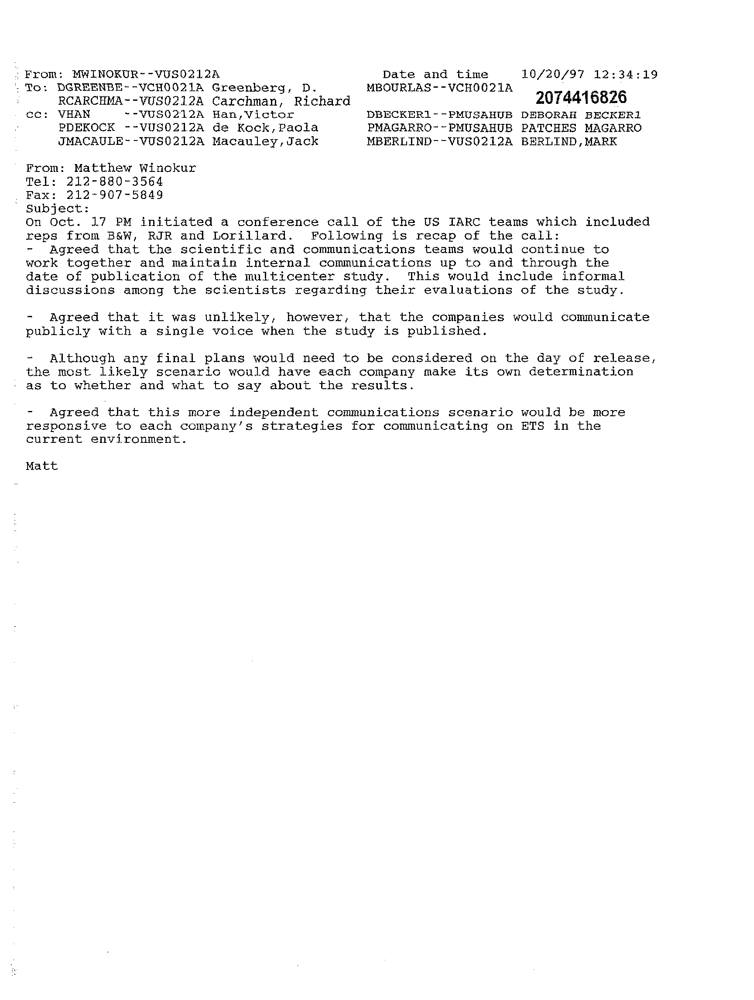 From: MWINOKUR--VUS0212A Date and time 10/20/97 12:34:19
To: DGREENBE--VCH0021A Greenberg, D. MBOURLAS--VCH0021A
RCARCHMA--VUS0212A Carchman, Richard 2074416826
cc: VHAN --VUS0212A Han,Victor DBECKER1--PMUSAHUB DEBORAH BECKER1
PDEKOCK --VUS0212A de Kock,Paola PMAGARRO--PMUSAHUB PATCHES MAGARRO
JMACAULE--VUS0212A Macauley,Jack MBERLIND--VUS0212A BERLIND,MARK
From: Matthew Winokur
Tel: 212-880-3564
Fax: 212-907-5849
Subject:
On Oct. 17 PM initiated a conference call of the US IARC teams which included
reps from B&W, RJR and Lorillard. Following is recap of the call:
- Agreed that the scientific and communications teams would continue to
work together and maintain internal communications up to and through the
date of publication of the multicenter study. This would include informal
discussions among the scientists regarding their evaluations of the study.
- Agreed that it was unlikely, however, that the companies would communicate
publicly with a single voice when the study is published.
- Although any final plans would need to be considered on the day of release,
the most likely scenario would have each company make its own determination
as to whether and what to say about the results.
- Agreed that this more independent communications scenario would be more
responsive to each company's strategies for communicating on ETS in the
current environment.
Matt